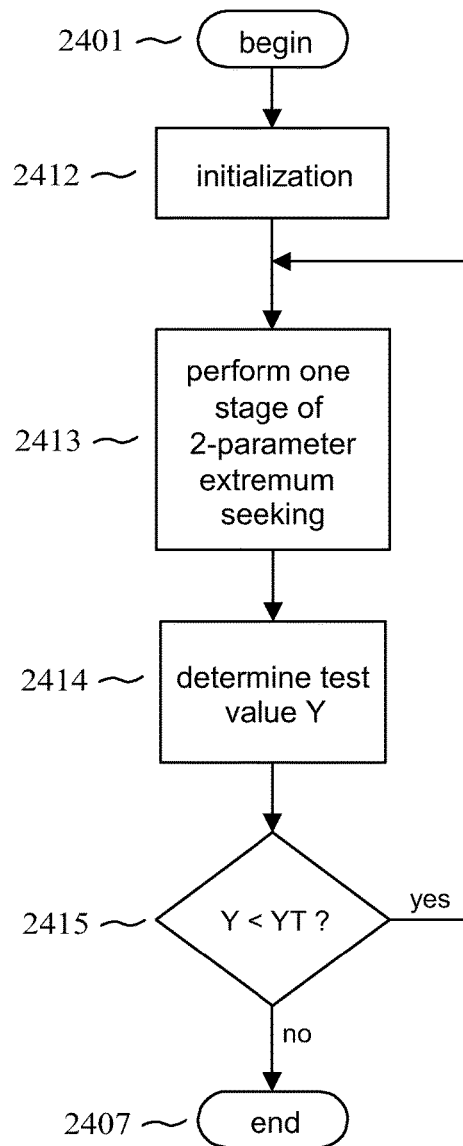 2401
begin
2412
initialization
2413
perform one
stage of
2-parameter
extremum
seeking
2414
determine test
value Y
2415
Y < YT ?
yes
no
2407
end